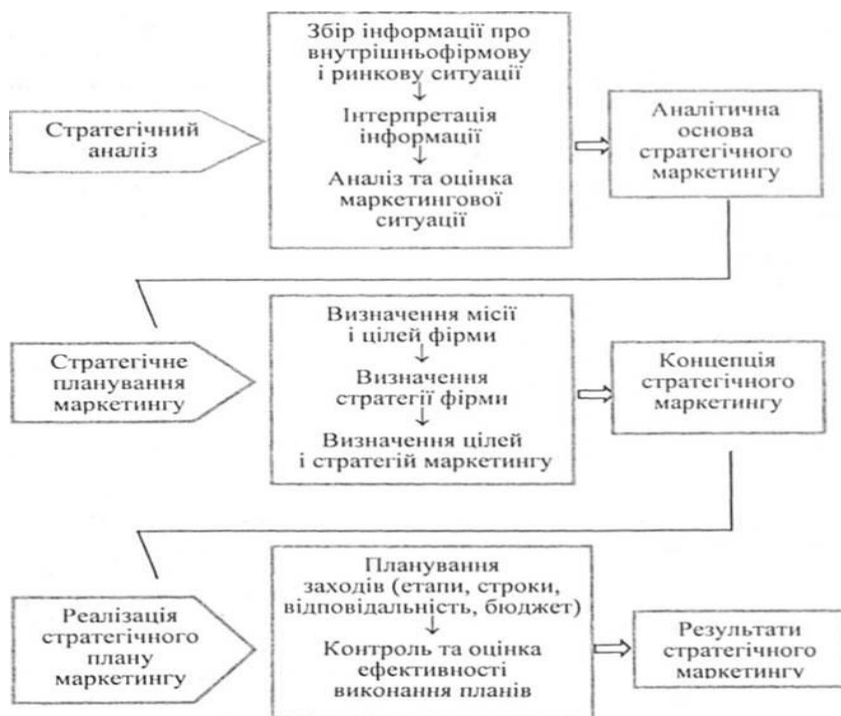 Стратегічний
аналіз
Збір інформації про
внутрішньофірмову
і ринкову ситуації
Інтерпретація
інформації
Аналіз та оцінка
маркетингової
ситуації
Аналітична
основа
стратегічного
маркетингу
Стратегічне
планування
маркетингу
Визначення місії
і цілей фірми
Визначення
стратегії фірми
Визначення цілей
і стратегій маркетингу
Концепція
стратегічного
маркетингу
Реалізація
стратегічного
плану
маркетингу
Планування
заходів (етапи, строки,
відповідальність, бюджет)
Контроль та оцінка
ефективності
виконання планів
Результати
стратегічного
маркетингу